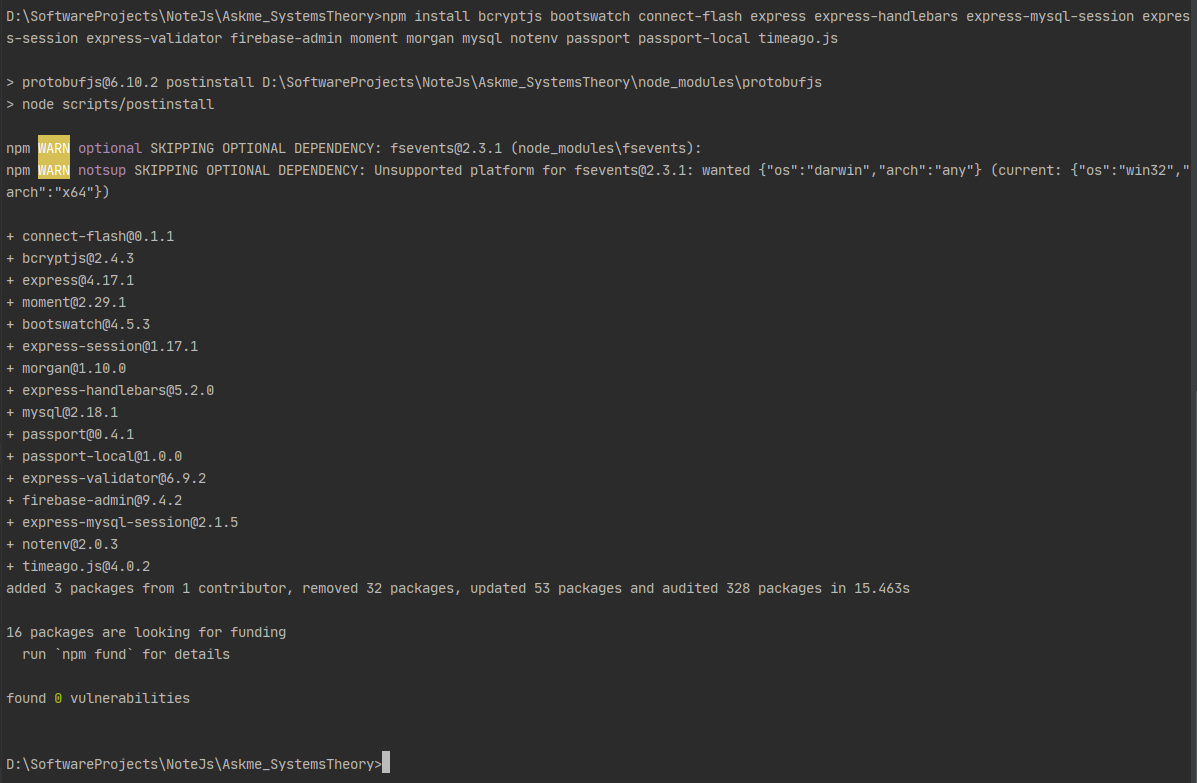 D:\SoftwareProjects\NoteJs\Askme_SystemsTheory>npm install bcryptjs bootswatch connect-flash express express-handlebars express-mysql-session expres
s-session express-validator firebase-admin moment morgan mysql notenv passport passport-local timeago.js
> protobufjs@6.10.2 postinstall D:\SoftwareProjects\NoteJs\Askme_SystemsTheory\node_modules\protobufjs
> node scripts/postinstall
npm WARN optional SKIPPING OPTIONAL DEPENDENCY: fsevents@2.3.1 (node_modules\fsevents):
npm WARN notsup SKIPPING OPTIONAL DEPENDENCY: Unsupported platform for fsevents@2.3.1: wanted {"os":"darwin","arch":"any"} (current: {"os":"win32","
arch":"x64"})
+ connect-flash@0.1.1
+ bcryptjs@2.4.3
+ express@4.17.1
+ moment@2.29.1
+ bootswatch@4.5.3
+ express-session@1.17.1
+ morgan@1.10.0
+ express-handlebars@5.2.0
+ mysql@2.18.1
+ passport@0.4.1
+ passport-local@1.0.0
+ express-validator@6.9.2
+ firebase-admin@9.4.2
+ express-mysql-session@2.1.5
+ notenv@2.0.3
+ timeago.js@4.0.2
added 3 packages from 1 contributor, removed 32 packages, updated 53 packages and audited 328 packages in 15.463s
16 packages are looking for funding
  run `npm fund` for details
found 0 vulnerabilities
D:\SoftwareProjects\NoteJs\Askme_SystemsTheory>